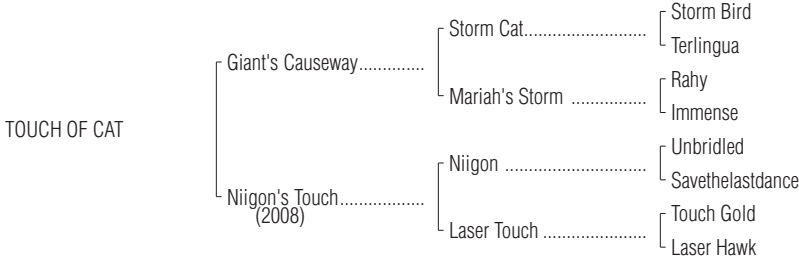 Storm Bird
Storm Cat..........................
Terlingua
Giant's Causeway..............
Rahy
Mariah's Storm ................
Immense
TOUCH OF CAT
Unbridled
Niigon ..............................
Savethelastdance
Niigon's Touch..................
(2008)
Touch Gold
Laser Touch ......................
Laser Hawk